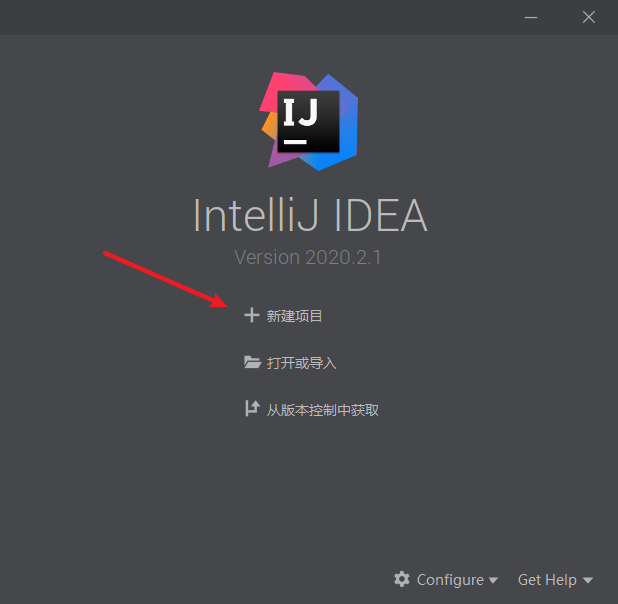 IJ
IntelliJ IDEA
Version 2020.2.1
新建项目
打开或导入
从版本控制中获取
Configure
Get Help